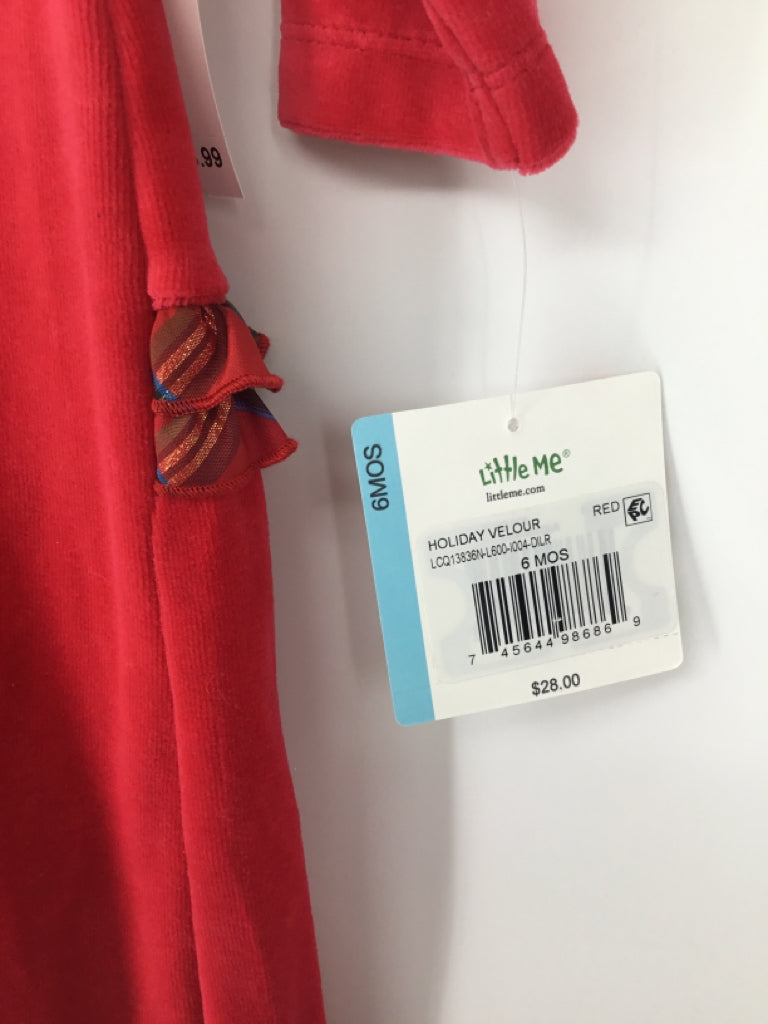 .99
6MOS
Little Me®
littleme.com
RED EPC
HOLIDAY VELOUR
LCQ13836N-L600-I004-DILR
6 MOS
7 45644 98686 9
$28.00